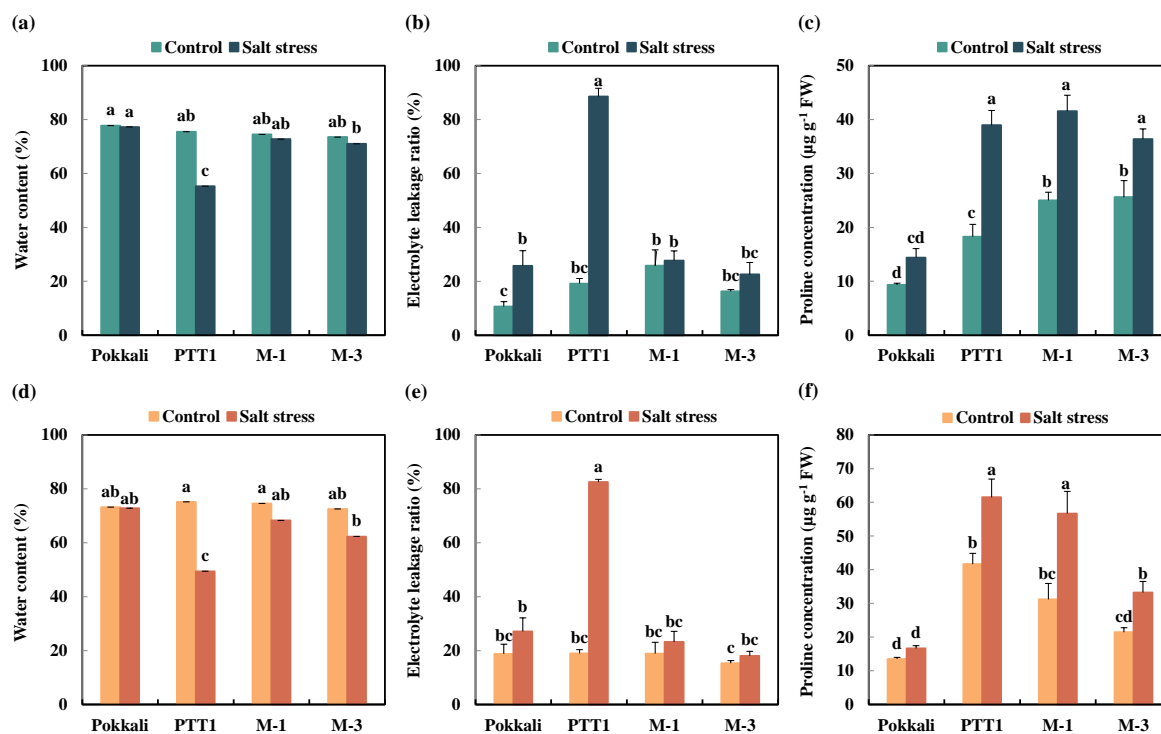 (a)
Control Salt stress
Water content (%)
100
80
60
40
20
0
a a ab c ab ab ab b
Pokkali PTT1 M-1 M-3
(b)
Control Salt stress
Electrolyte leakage ratio (%)
100
80
60
40
20
0
c b bc a b b bc bc
Pokkali PTT1 M-1 M-3
(c)
Control Salt stress
Proline concentration (µg g-1 FW)
50
40
30
20
10
0
d cd c a b a b a
Pokkali PTT1 M-1 M-3
(d)
Control Salt stress
Water content (%)
100
80
60
40
20
0
ab ab a c a ab ab b
Pokkali PTT1 M-1 M-3
(e)
Control Salt stress
Electrolyte leakage ratio (%)
100
80
60
40
20
0
bc b bc a bc bc c bc
Pokkali PTT1 M-1 M-3
(f)
Control Salt stress
Proline concentration (µg g-1 FW)
80
70
60
50
40
30
20
10
0
d d b a bc a cd b
Pokkali PTT1 M-1 M-3